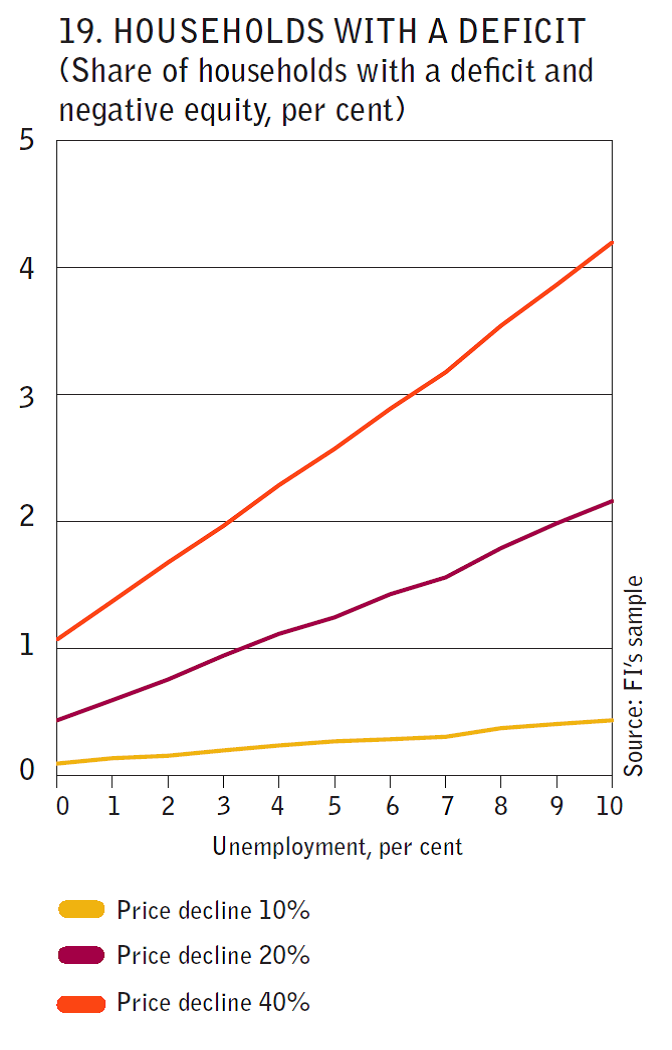 19. HOUSEHOLDS WITH A DEFICIT
(Share of households with a deficit and
negative equity, per cent)
5
4
3
2
1
0
0 1 2 3 4 5 6 7 8 9 10
Unemployment, per cent
Source: FI's sample
Price decline 10%
Price decline 20%
Price decline 40%